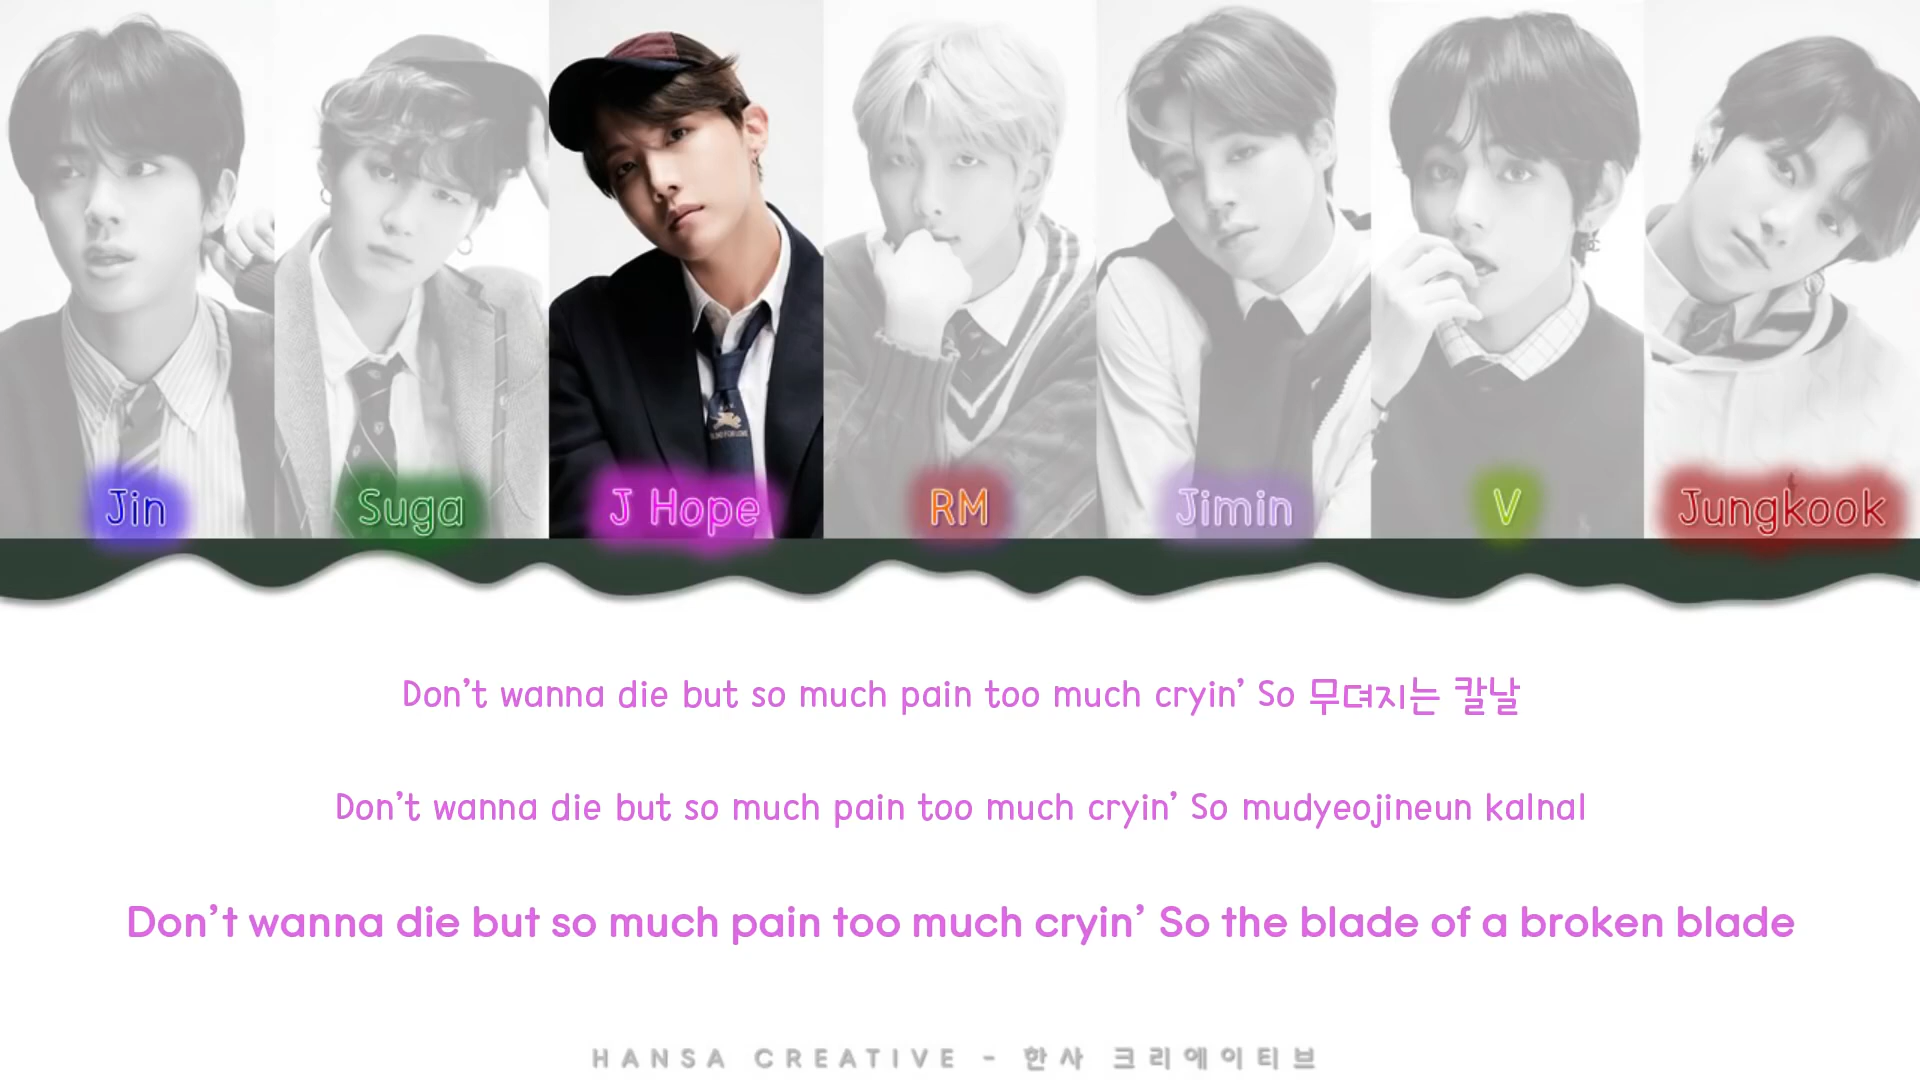 Jin
Suga
J Hope
RM
Jimin
V
Jungkook
Don't wanna die but so much pain too much cryin' So 무뎌지는 칼날
Don't wanna die but so much pain too much cryin' So mudyeojineun kalnal
Don't wanna die but so much pain too much cryin' So the blade of a broken blade
HANSA CREATIVE - 한사 크리에이티브